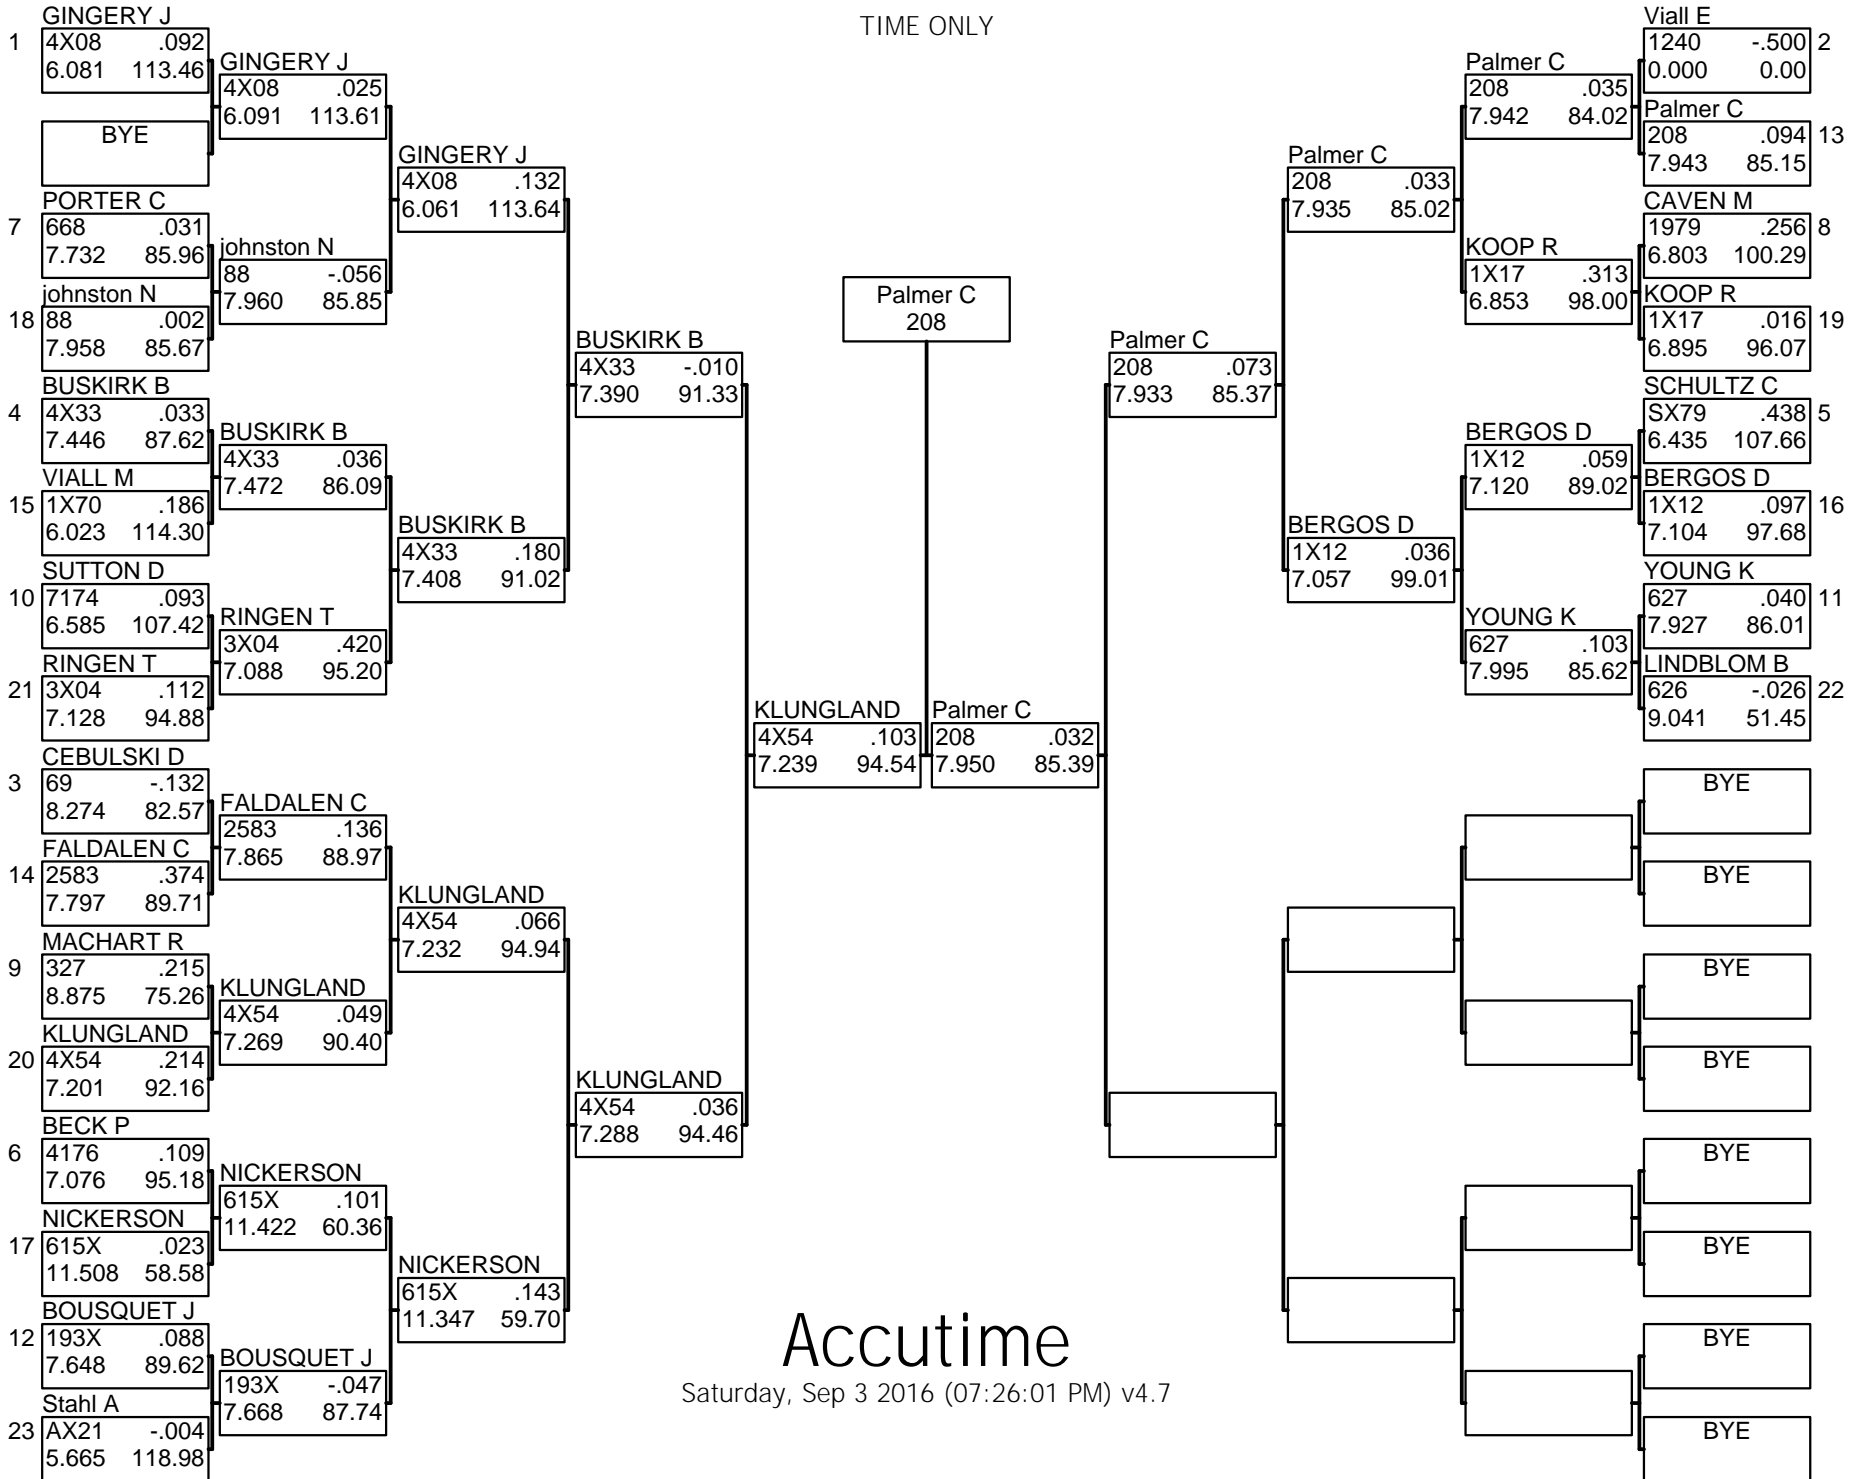 TIME ONLY
GINGERY J
1 4X08 .092
6.081 113.46
BYE
PORTER C
7 668 .031
7.732 85.96
johnston N
18 88 .002
7.958 85.67
BUSKIRK B
4 4X33 .033
7.446 87.62
VIALL M
15 1X70 .186
6.023 114.30
SUTTON D
10 7174 .093
6.585 107.42
RINGEN T
21 3X04 .112
7.128 94.88
CEBULSKI D
3 69 -.132
8.274 82.57
FALDALEN C
14 2583 .374
7.797 89.71
MACHART R
9 327 .215
8.875 75.26
KLUNGLAND
20 4X54 .214
7.201 92.16
BECK P
6 4176 .109
7.076 95.18
NICKERSON
17 615X .023
11.508 58.58
BOUSQUET J
12 193X .088
7.648 89.62
Stahl A
23 AX21 -.004
5.665 118.98
GINGERY J
4X08 .025
6.091 113.61
johnston N
88 -.056
7.960 85.85
BUSKIRK B
4X33 .036
7.472 86.09
RINGEN T
3X04 .420
7.088 95.20
FALDALEN C
2583 .136
7.865 88.97
KLUNGLAND
4X54 .049
7.269 90.40
NICKERSON
615X .101
11.422 60.36
BOUSQUET J
193X -.047
7.668 87.74
GINGERY J
4X08 .132
6.061 113.64
BUSKIRK B
4X33 .180
7.408 91.02
KLUNGLAND
4X54 .066
7.232 94.94
NICKERSON
615X .143
11.347 59.70
BUSKIRK B
4X33 -.010
7.390 91.33
KLUNGLAND
4X54 .036
7.288 94.46
KLUNGLAND
4X54 .103
7.239 94.54
Palmer C
208
Palmer C
208 .032
7.950 85.39
Palmer C
208 .073
7.933 85.37
Palmer C
208 .033
7.935 85.02
BERGOS D
1X12 .036
7.057 99.01
Palmer C
208 .035
7.942 84.02
KOOP R
1X17 .313
6.853 98.00
BERGOS D
1X12 .059
7.120 89.02
YOUNG K
627 .103
7.995 85.62
Viall E
1240 -.500 2
0.000 0.00
Palmer C
208 .094 13
7.943 85.15
CAVEN M
1979 .256 8
6.803 100.29
KOOP R
1X17 .016 19
6.895 96.07
SCHULTZ C
SX79 .438 5
6.435 107.66
BERGOS D
1X12 .097 16
7.104 97.68
YOUNG K
627 .040 11
7.927 86.01
LINDBLOM B
626 -.026 22
9.041 51.45
BYE
BYE
BYE
BYE
BYE
BYE
BYE
BYE
Accutime
Saturday, Sep 3 2016 (07:26:01 PM) v4.7